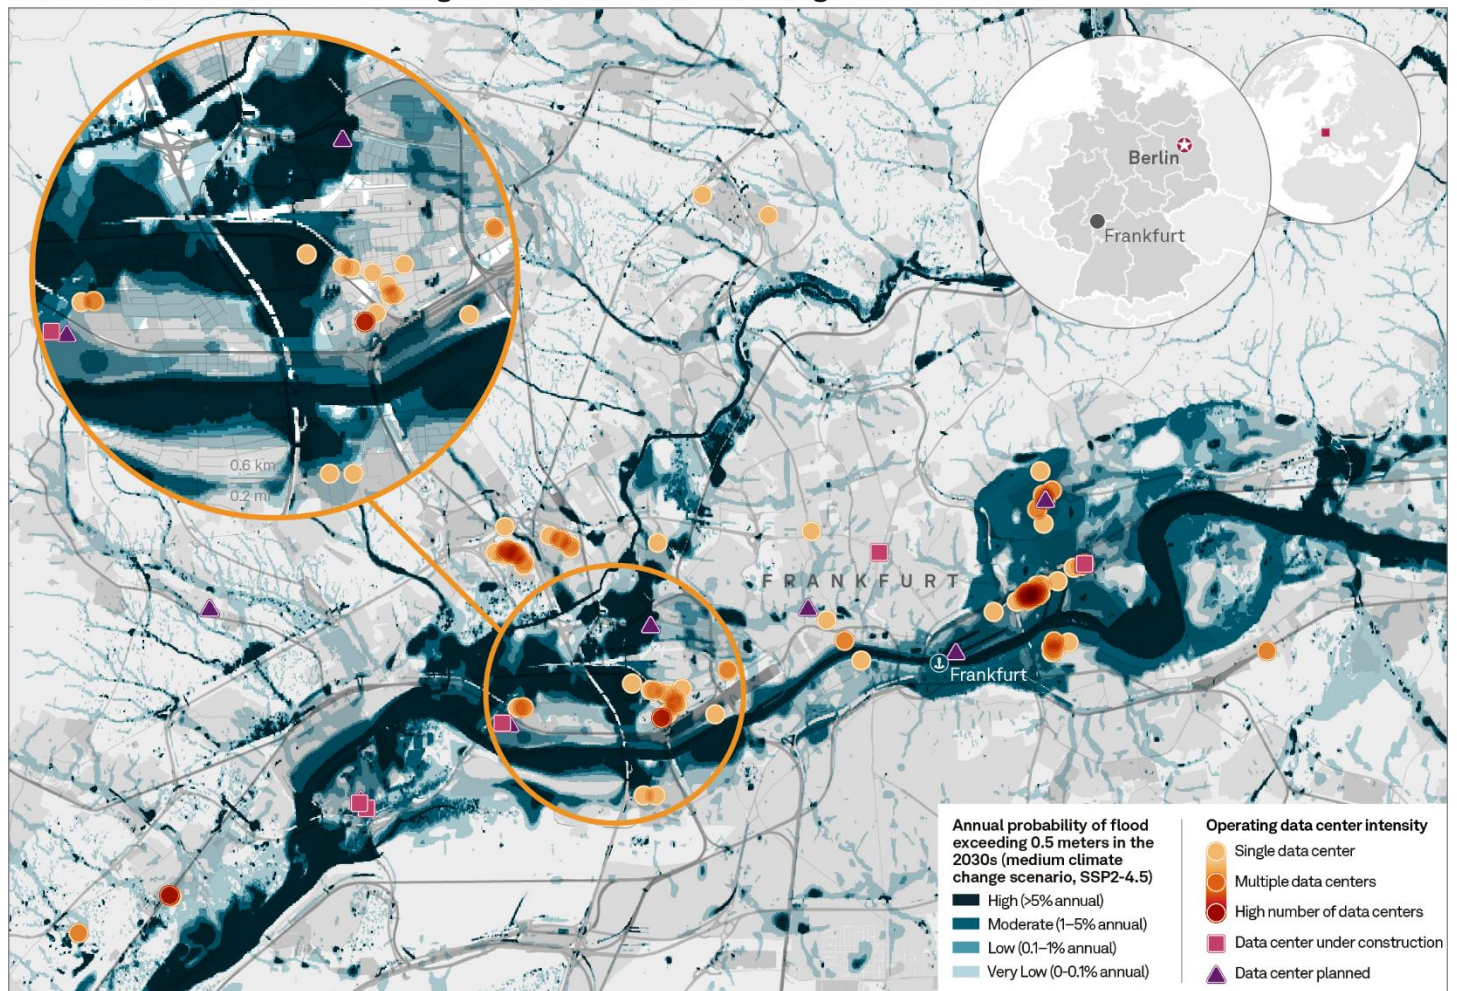 Berlin
Frankfurt
0.6 km
0.2 mi
FRANKFURT
Frankfurt
Annual probability of flood
exceeding 0.5 meters in the
2030s (medium climate
change scenario, SSP2-4.5)
High (>5% annual)
Moderate (1–5% annual)
Low (0.1–1% annual)
Very Low (0-0.1% annual)
Operating data center intensity
Single data center
Multiple data centers
High number of data centers
Data center under construction
Data center planned